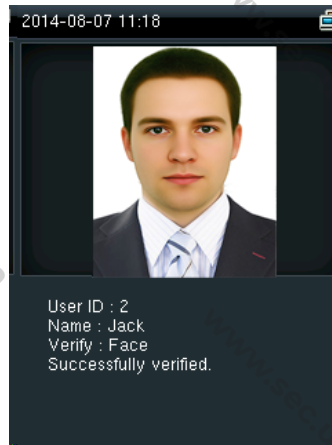 2014-08-07 11:18
User ID : 2
Name : Jack
Verify : Face
Successfully verified.